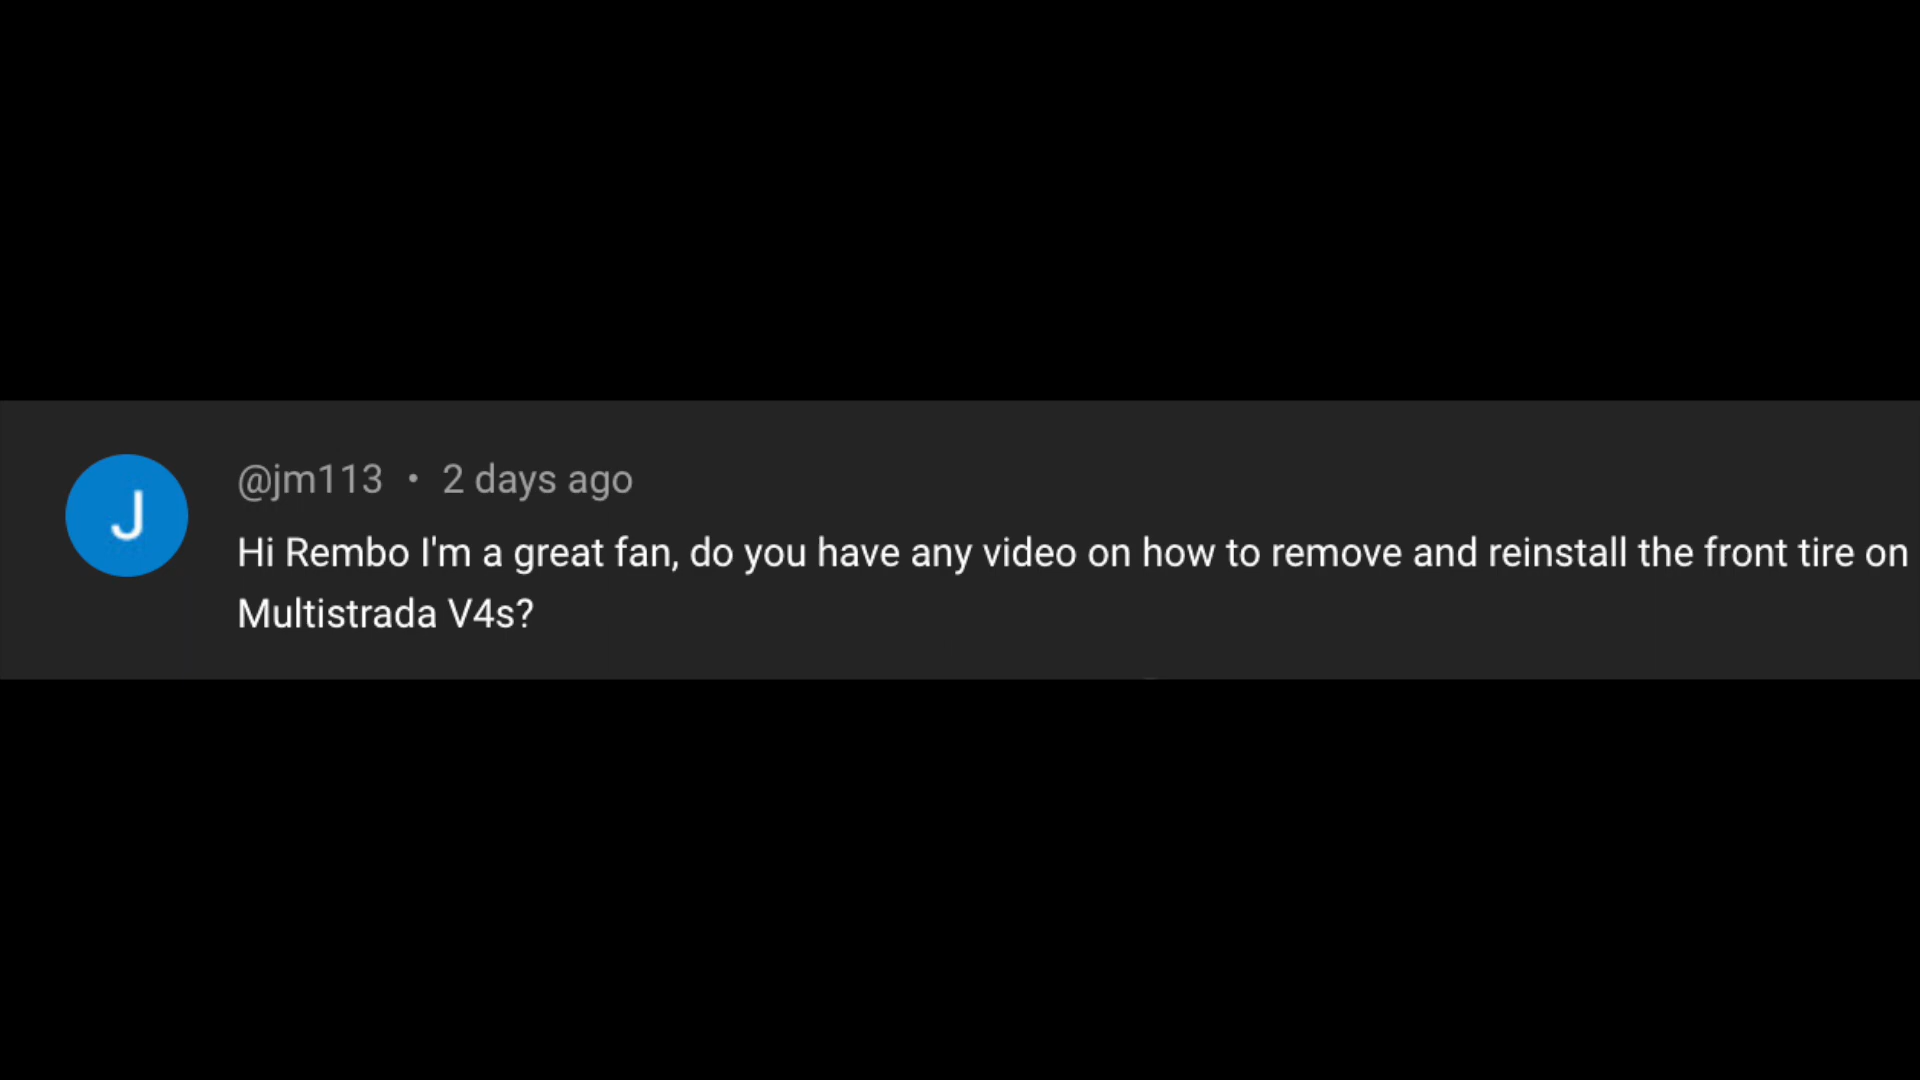 J
@jm113 • 2 days ago
Hi Rembo I'm a great fan, do you have any video on how to remove and reinstall the front tire on
Multistrada V4s?